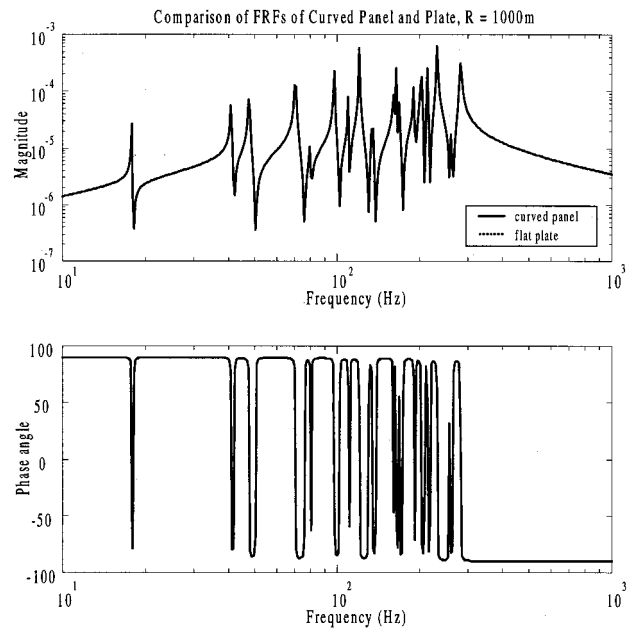 Comparison of FRFs of Curved Panel and Plate, R = 1000m
10^-3
10^-4
10^-5
10^-6
10^-7
Magnitude
curved panel
flat plate
10^1
10^2
10^3
Frequency (Hz)
100
50
0
-50
-100
Phase angle
10^1
10^2
10^3
Frequency (Hz)